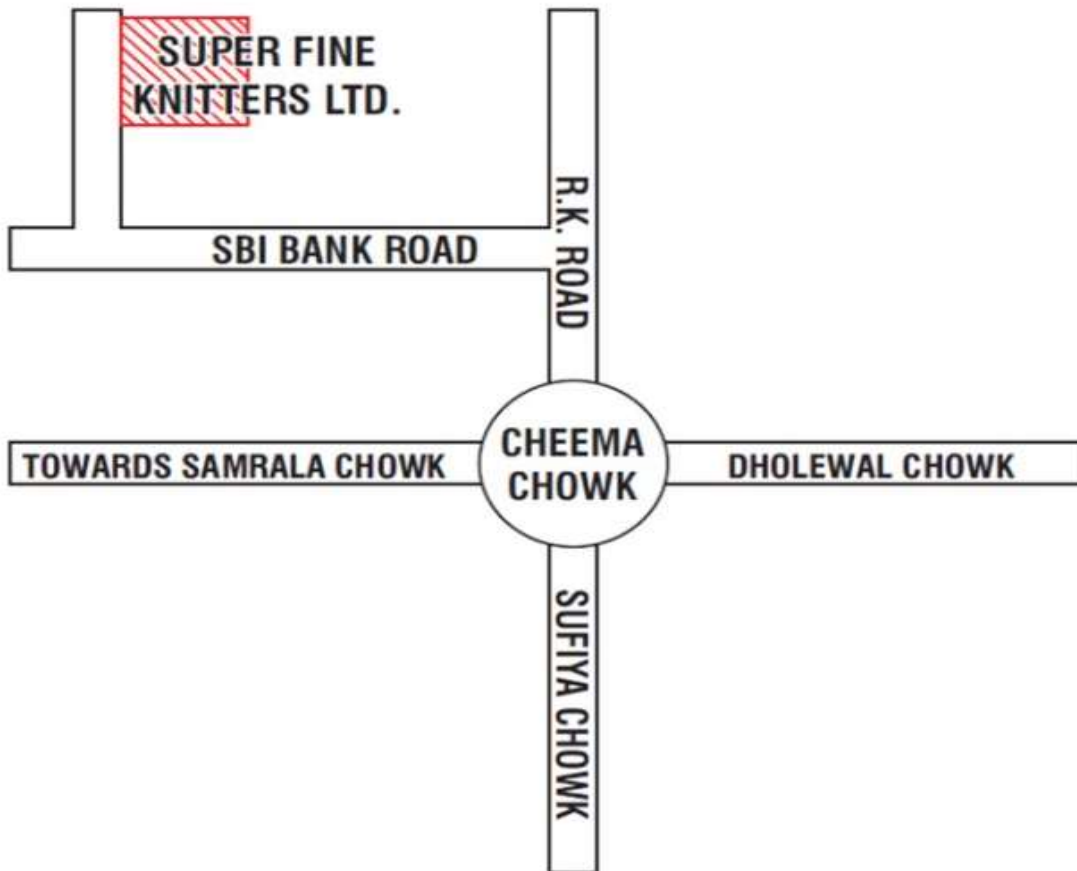 SUPER FINE
KNITTERS LTD.
R.K. ROAD
SBI BANK ROAD
CHEEMA
CHOWK
TOWARDS SAMRALA CHOWK
DHOLEWAL CHOWK
SUFIYA CHOWK